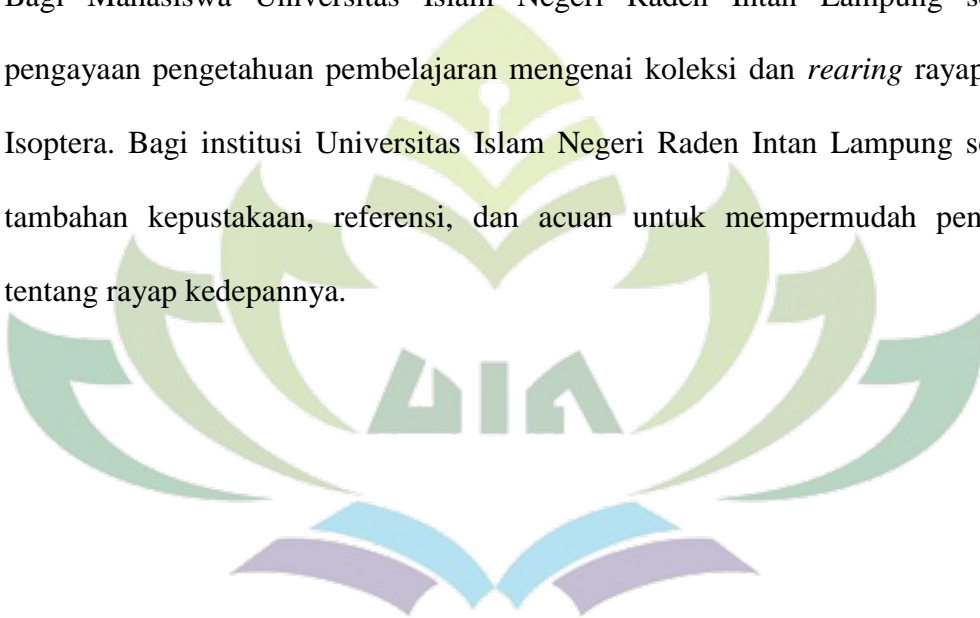 Bagi Mahasiswa Universitas Islam Negeri Raden Intan Lampung
pengayaan pengetahuan pembelajaran mengenai koleksi dan rearing rayap
Isoptera. Bagi institusi Universitas Islam Negeri Raden Intan Lampung
tambahan kepustakaan, referensi, dan acuan untuk mempermudah
tentang rayap kedepannya.
UIN